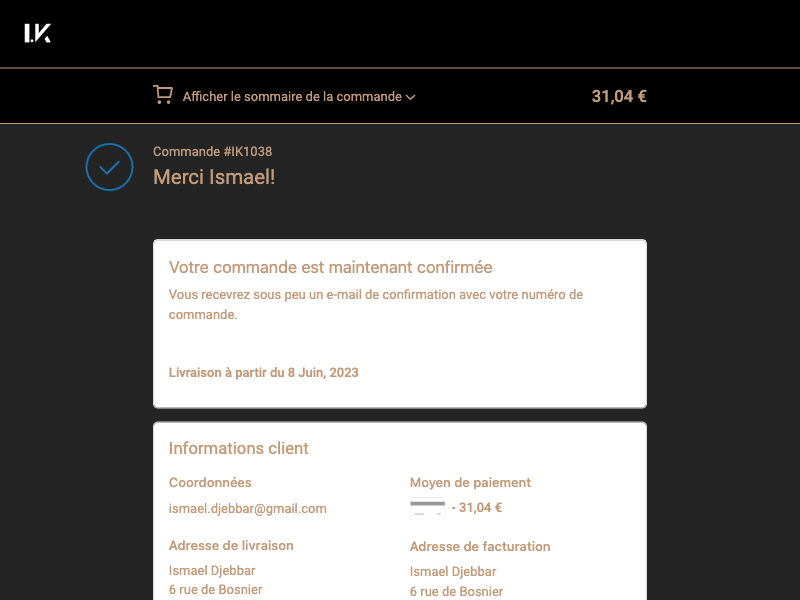 I.K
Afficher le sommaire de la commande
31,04 €
Commande #IK1038
Merci Ismael!
Votre commande est maintenant confirmée
Vous recevrez sous peu un e-mail de confirmation avec votre numéro de
commande.
Livraison à partir du 8 Juin, 2023
Informations client
Coordonnées
ismael.djebbar@gmail.com
Moyen de paiement
- 31,04 €
Adresse de livraison
Ismael Djebbar
6 rue de Bosnier
Adresse de facturation
Ismael Djebbar
6 rue de Bosnier